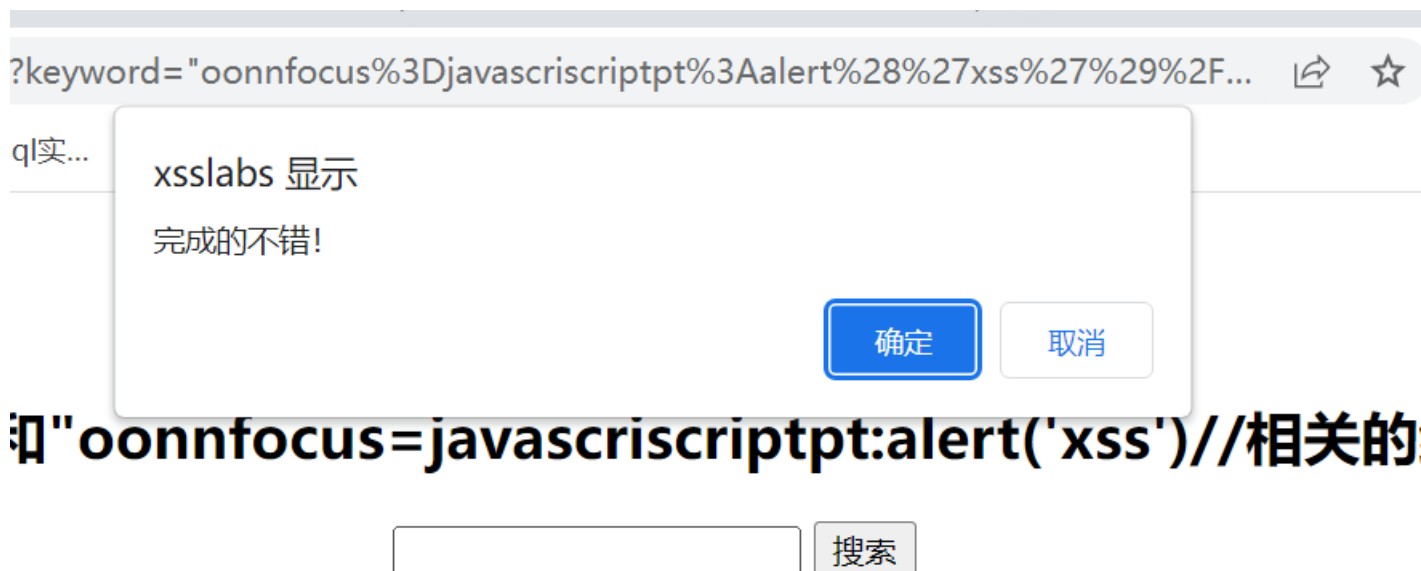 ?keyword="oonnfocus%3Djavascriscriptpt%3Aalert%28%27xss%27%29%2F...
ql实...
xsslabs 显示
完成的不错!
确定
取消
和"oonnfocus=javascriscriptpt:alert('xss')//相关的
搜索